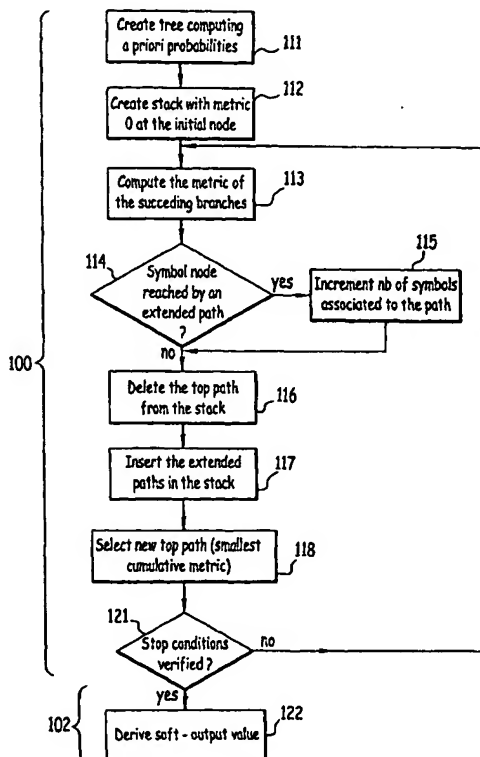 Create tree computing
a priori probabilities
111
Create stack with metric
0 at the initial node
112
Compute the metric of
the succeding branches
113
114
Symbol node
reached by an
extended path
?
yes
no
115
Increment nb of symbols
associated to the path
100
Delete the top path
from the stack
116
Insert the extended
paths in the stack
117
Select new top path (smallest
cumulative metric)
118
121
Stop conditions
verified ?
no
yes
102
Derive soft - output value
122